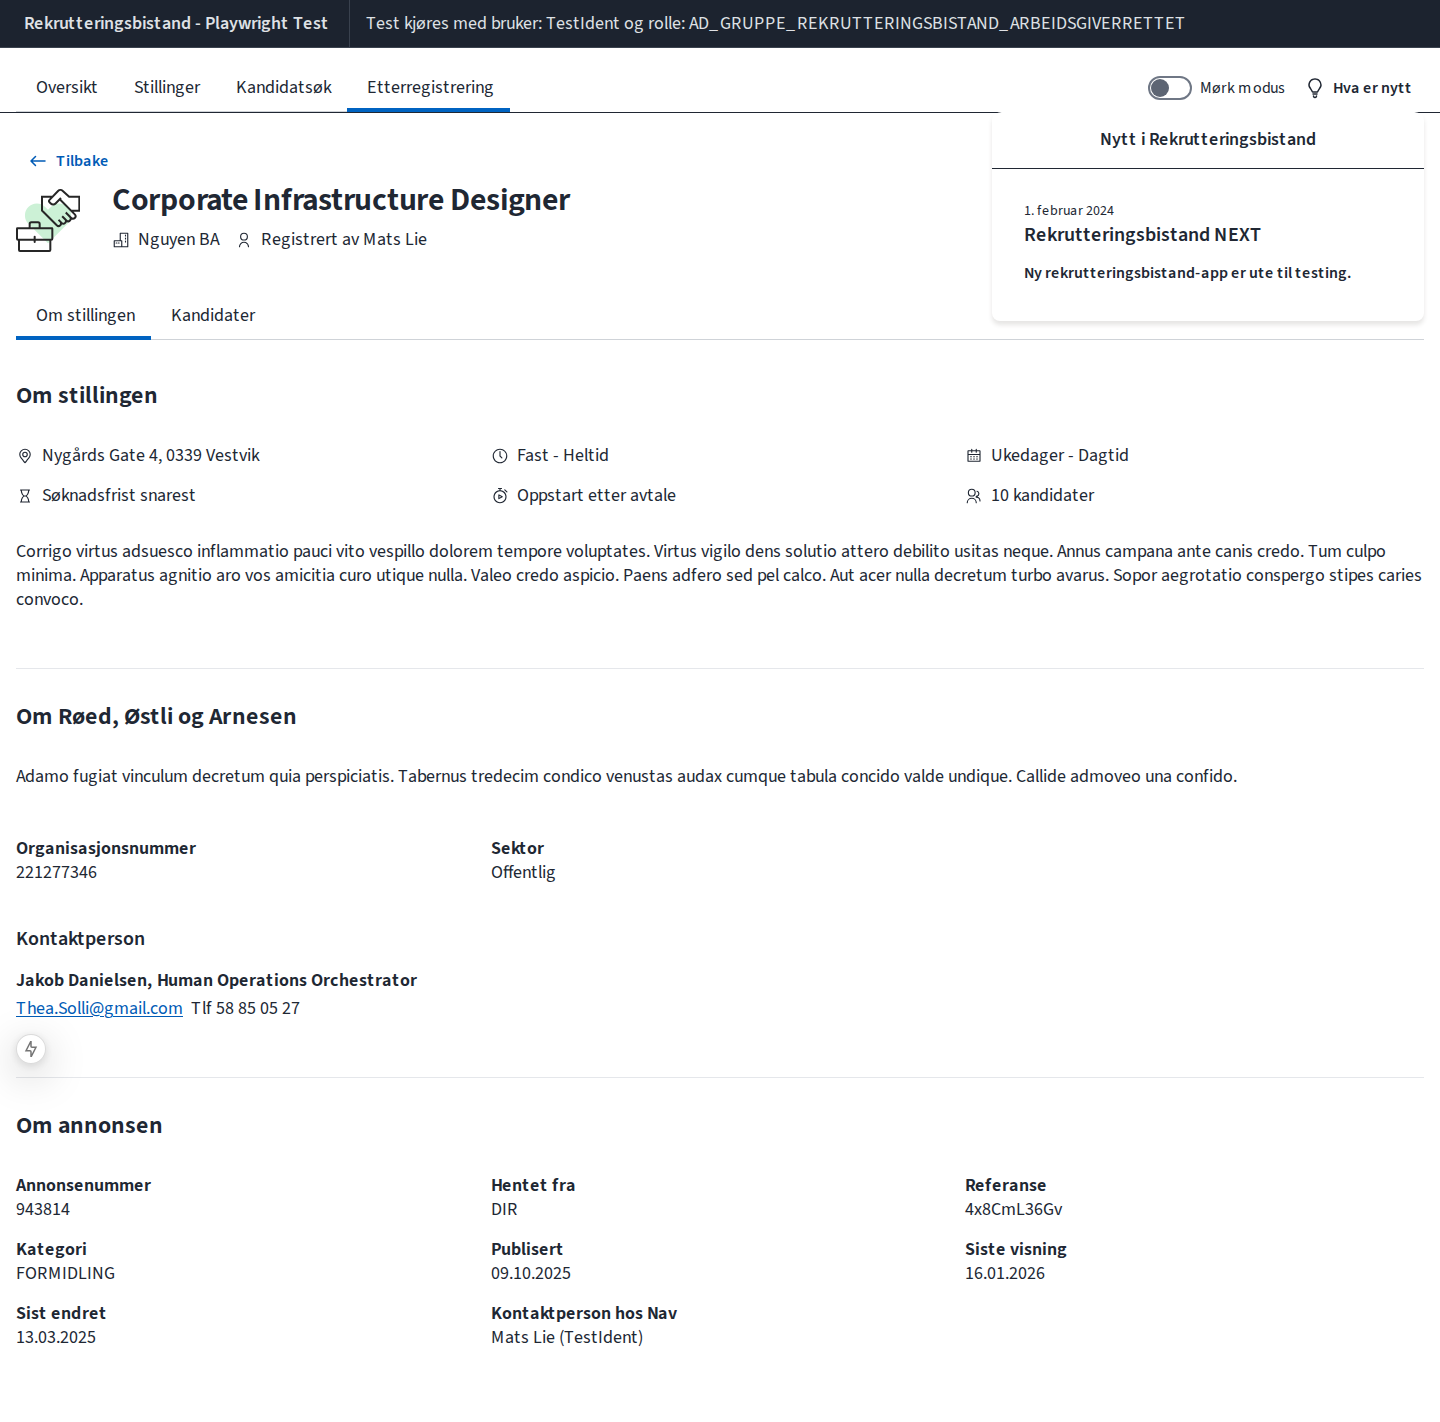 Rekrutteringsbistand - Playwright Test
Test kjøres med bruker: TestIdent og rolle: AD_GRUPPE_REKRUTTERINGSBISTAND_ARBEIDSGIVERRETTET
Oversikt
Stillinger
Kandidatsøk
Etterregistrering
Mørk modus
Hva er nytt
Nytt i Rekrutteringsbistand
1. februar 2024
Rekrutteringsbistand NEXT
Ny rekrutteringsbistand-app er ute til testing.
Tilbake
Corporate Infrastructure Designer
Nguyen BA
Registrert av Mats Lie
Om stillingen
Kandidater
Om stillingen
Nygårds Gate 4, 0339 Vestvik
Fast - Heltid
Ukedager - Dagtid
Søknadsfrist snarest
Oppstart etter avtale
10 kandidater
Corrigo virtus adsuesco inflammatio pauci vito vespillo dolorem tempore voluptates. Virtus vigilo dens solutio attero debilito usitas neque. Annus campana ante canis credo. Tum culpo
minima. Apparatus agnitio aro vos amicitia curo utique nulla. Valeo credo aspicio. Paens adfero sed pel calco. Aut acer nulla decretum turbo avarus. Sopor aegrotatio conspergo stipes caries
convoco.
Om Røed, Østli og Arnesen
Adamo fugiat vinculum decretum quia perspiciatis. Tabernus tredecim condico venustas audax cumque tabula concido valde undique. Callide admoveo una confido.
Organisasjonsnummer
221277346
Sektor
Offentlig
Kontaktperson
Jakob Danielsen, Human Operations Orchestrator
Thea.Solli@gmail.com Tlf 58 85 05 27
Om annonsen
Annonsenummer
943814
Hentet fra
DIR
Referanse
4x8CmL36Gv
Kategori
FORMIDLING
Publisert
09.10.2025
Siste visning
16.01.2026
Sist endret
13.03.2025
Kontaktperson hos Nav
Mats Lie (TestIdent)